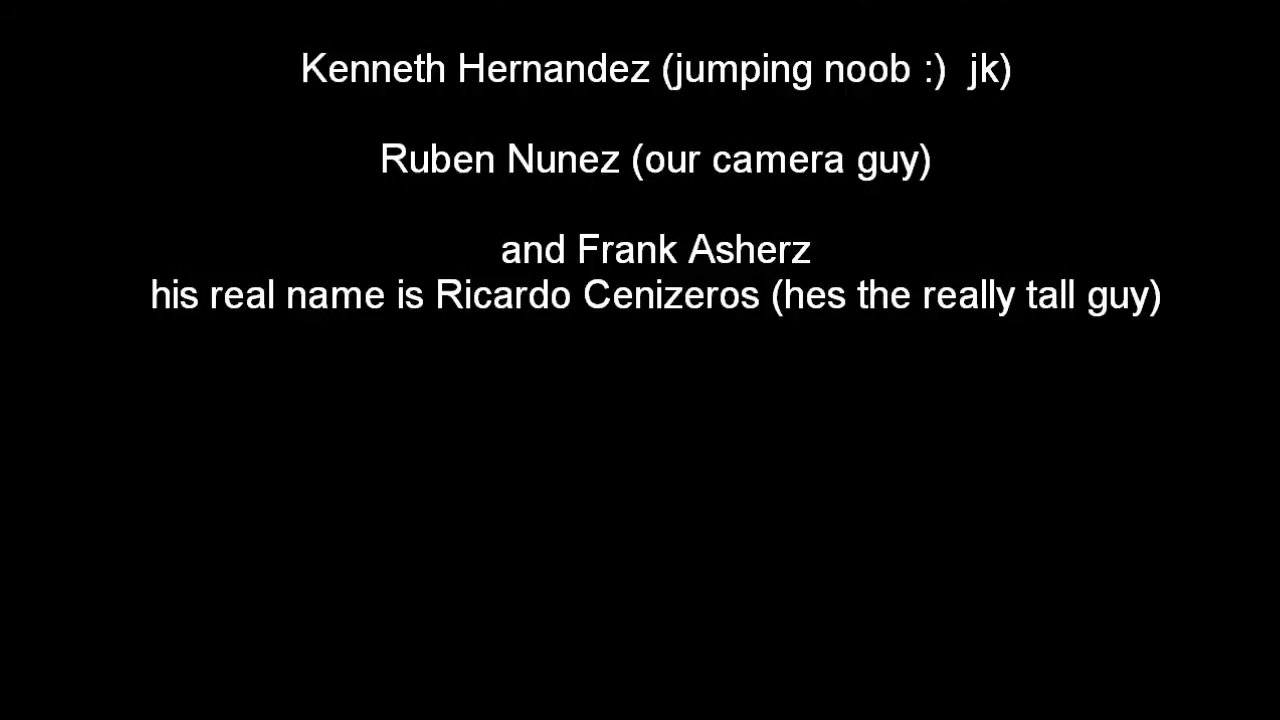 Kenneth Hernandez (jumping noob :)  jk)
Ruben Nunez (our camera guy)
and Frank Asherz
his real name is Ricardo Cenizeros (hes the really tall guy)